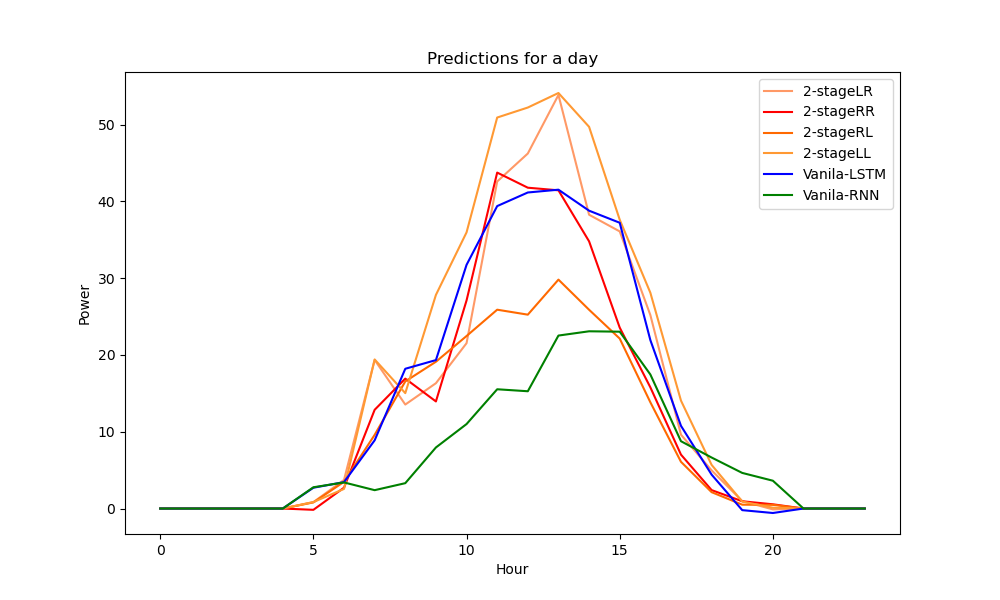 Predictions for a day
2-stageLR
2-stageRR
2-stageRL
2-stageLL
Vanila-LSTM
Vanila-RNN
50
40
30
20
10
0
Power
0 5 10 15 20
Hour